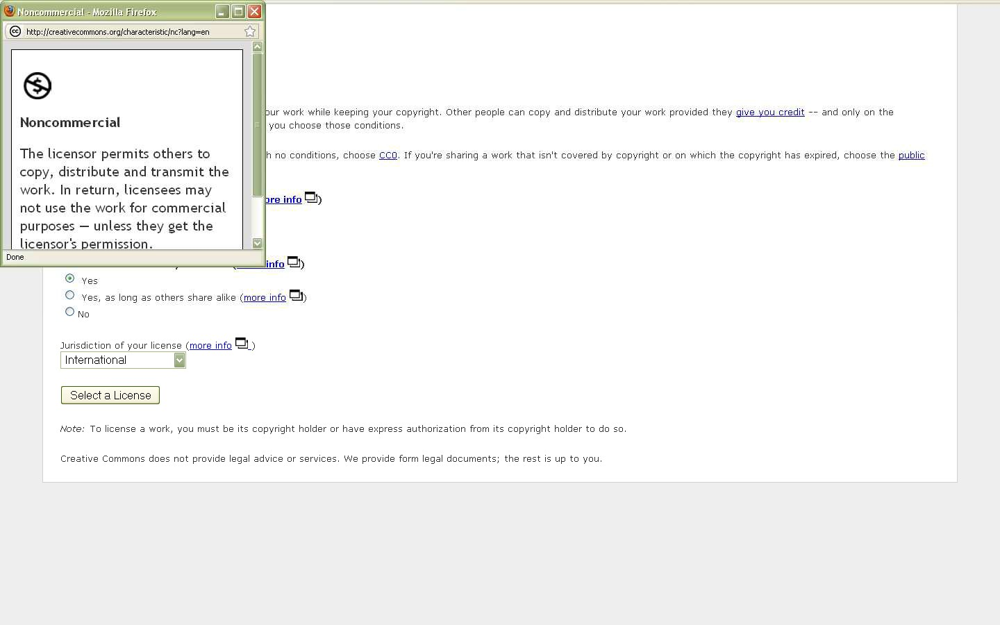 Noncommercial - Mozilla Firefox
http://creativecommons.org/characteristic/nc?lang=en
Noncommercial
The licensor permits others to
copy, distribute and transmit the
work. In return, licensees may
not use the work for commercial
purposes — unless they get the
licensor's permission.
Done
our work while keeping your copyright. Other people can copy and distribute your work provided they give you credit -- and only on the
you choose those conditions.
h no conditions, choose CC0. If you're sharing a work that isn't covered by copyright or on which the copyright has expired, choose the public
ore info )
info )
Yes
Yes, as long as others share alike (more info )
No
Jurisdiction of your license (more info )
International
Select a License
Note: To license a work, you must be its copyright holder or have express authorization from its copyright holder to do so.
Creative Commons does not provide legal advice or services. We provide form legal documents; the rest is up to you.